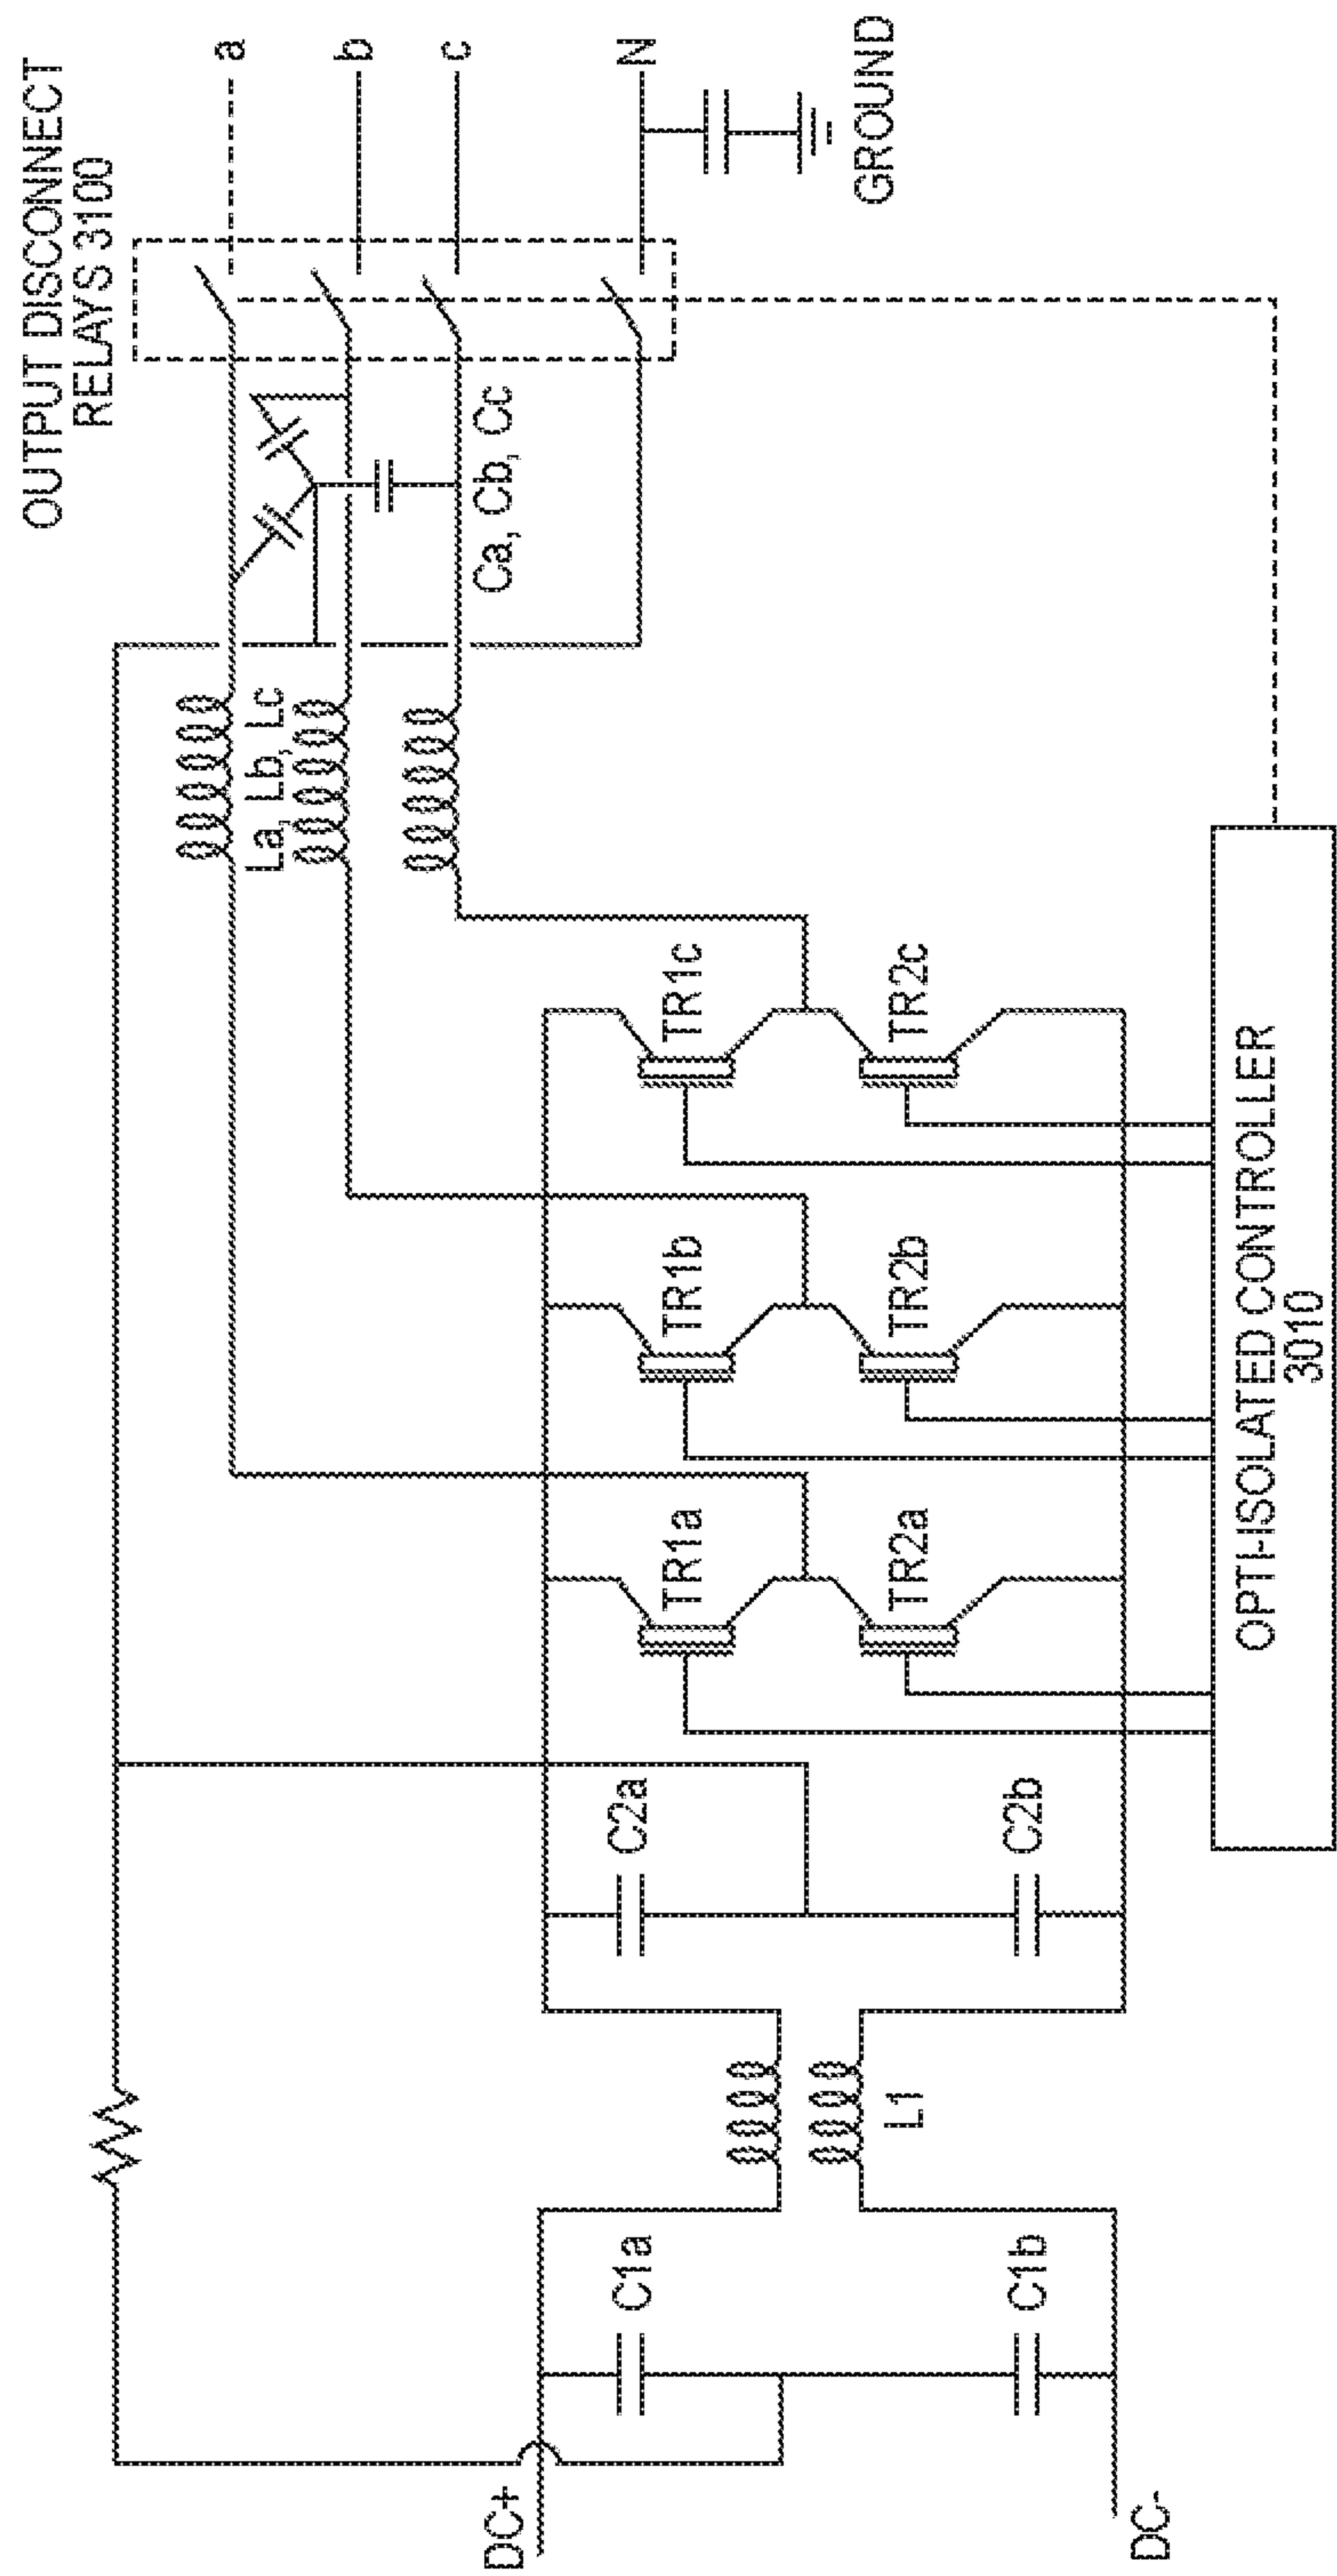 OUTPUT DISCONNECT
RELAYS 3100
a
b
c
N
GROUND
Ca, Cb, Cc
La, Lb, Lc
TR1a
TR1b
TR1c
TR2a
TR2b
TR2c
C2a
C2b
L1
C1a
C1b
DC+
DC-
OPTI-ISOLATED CONTROLLER
3010